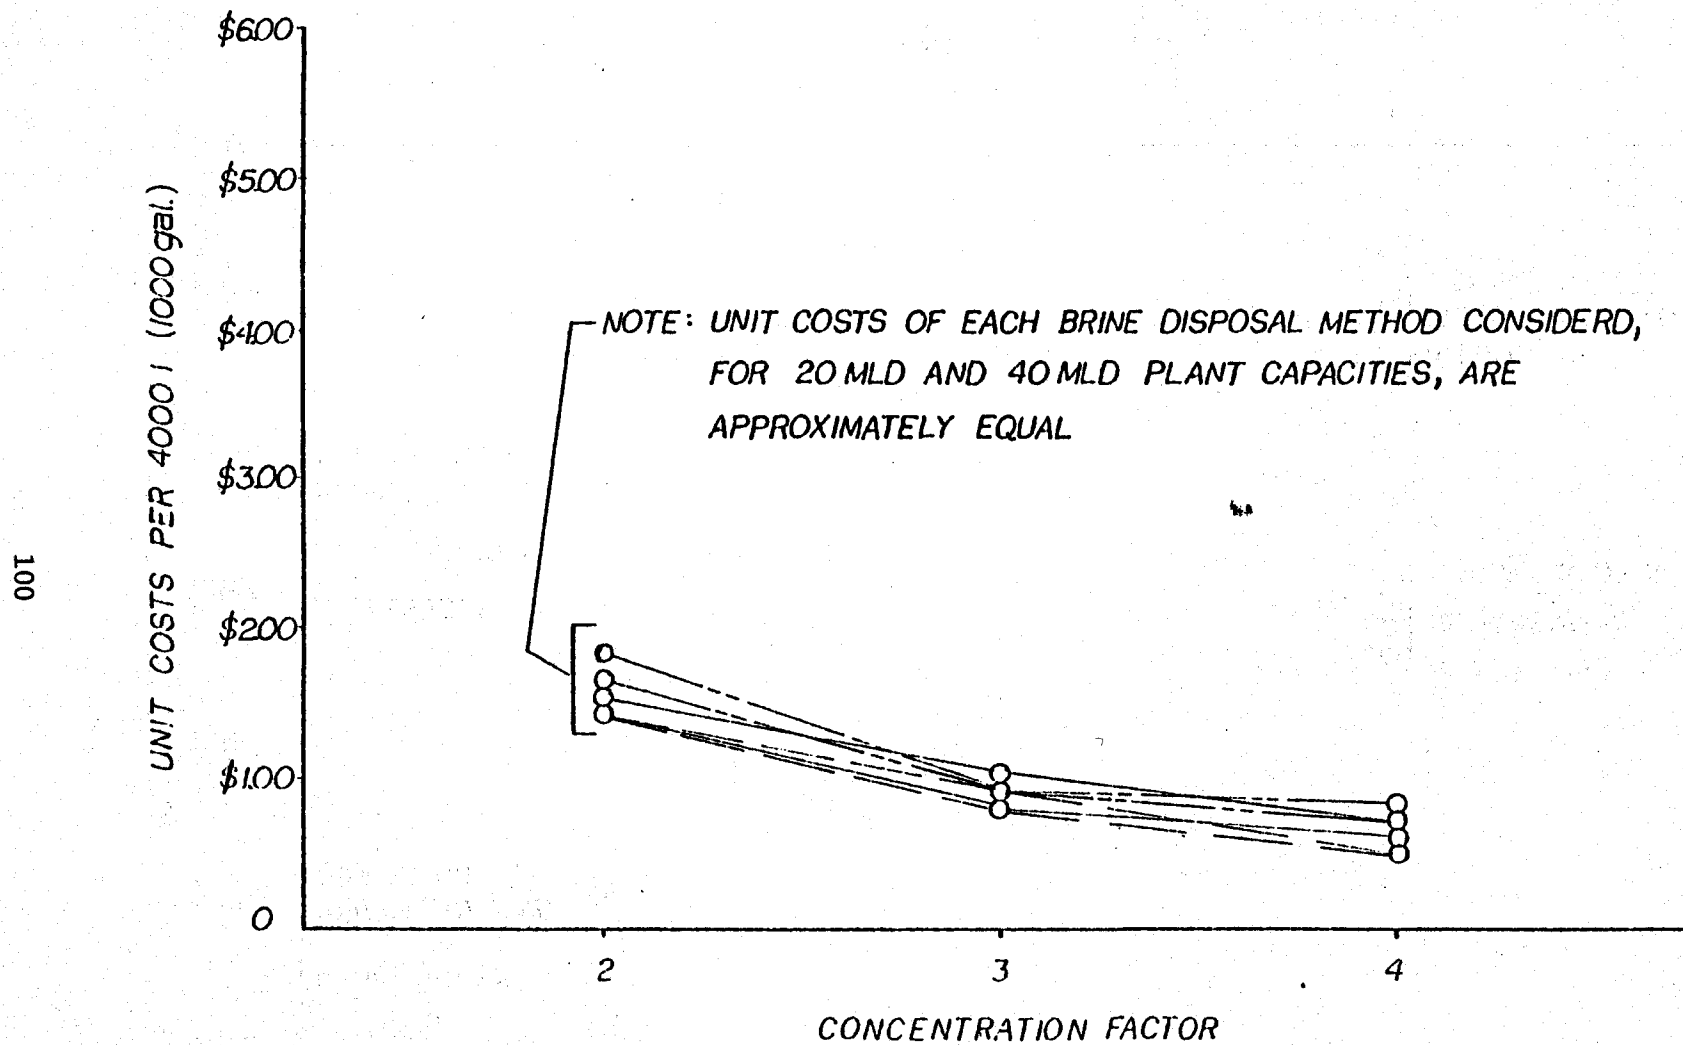 $6.00
$5.00
$4.00
$3.00
$2.00
$1.00
0
UNIT COSTS PER 4000 l (1000 gal.)
NOTE: UNIT COSTS OF EACH BRINE DISPOSAL METHOD CONSIDERD,
FOR 20 MLD AND 40 MLD PLANT CAPACITIES, ARE
APPROXIMATELY EQUAL
2 3 4
CONCENTRATION FACTOR
100